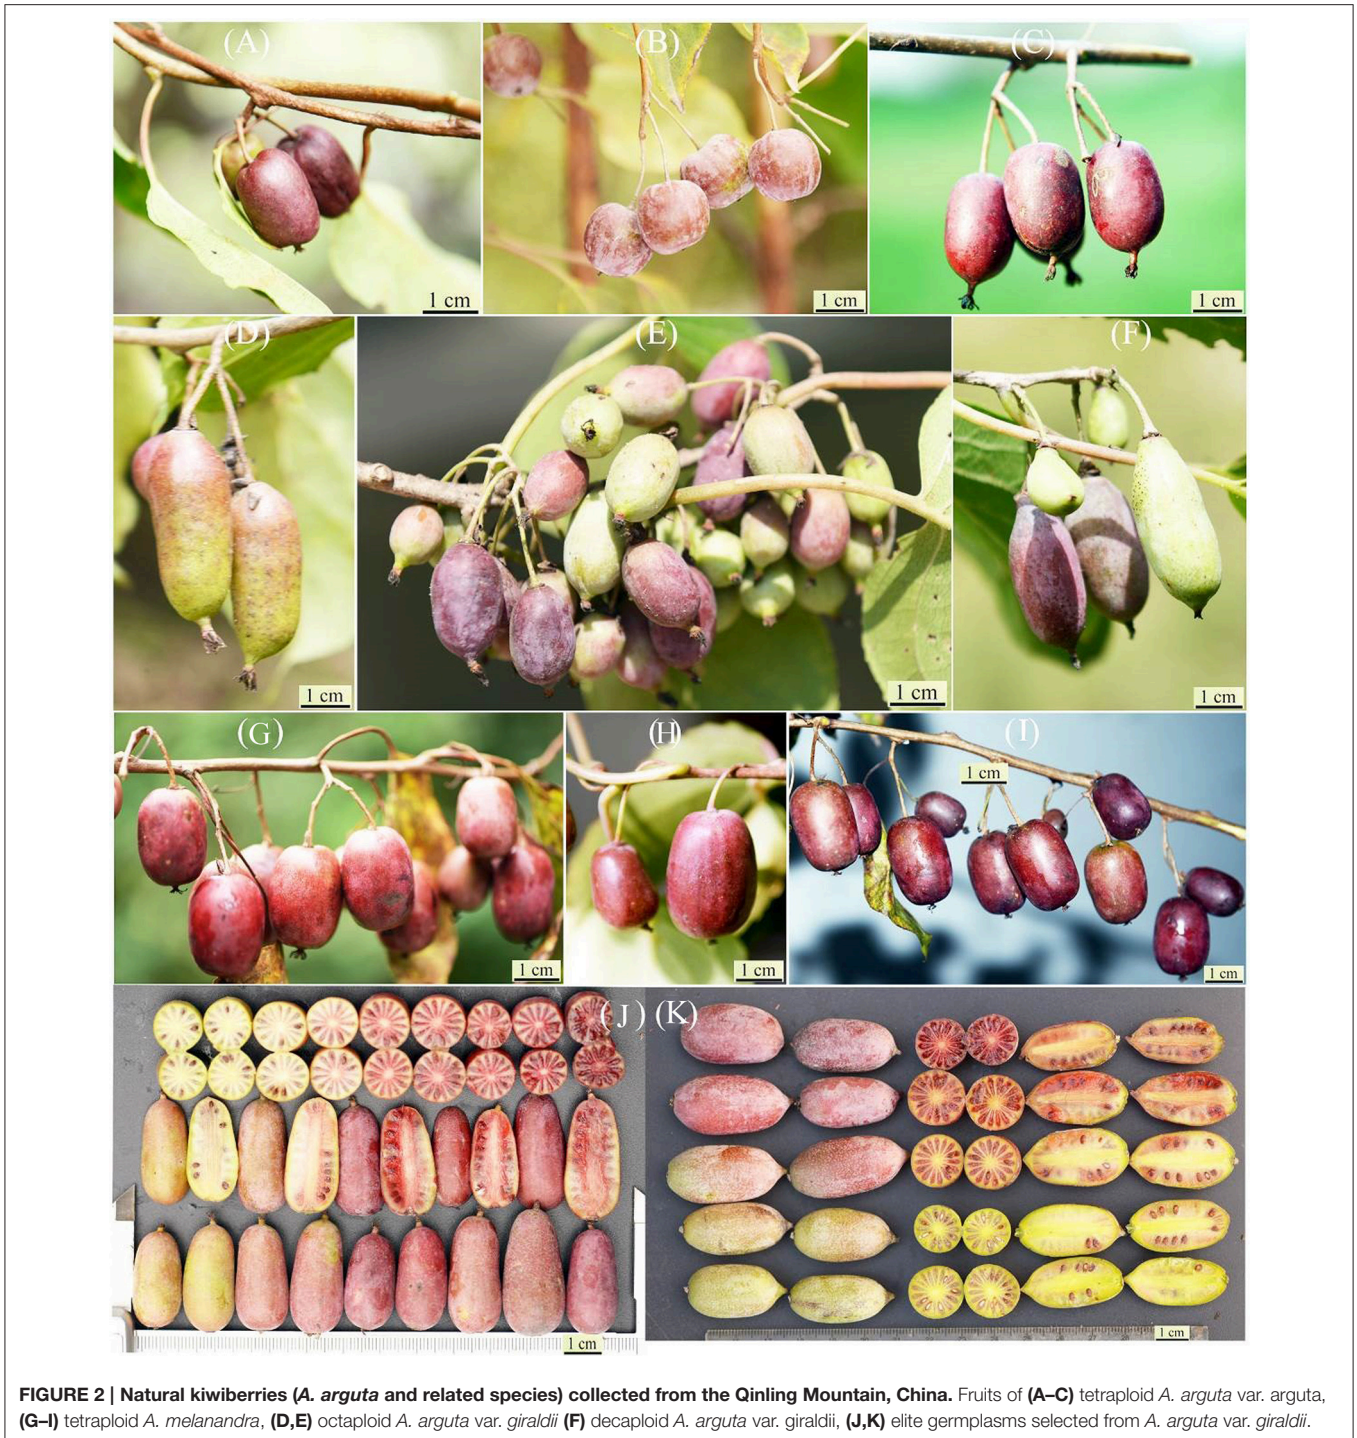 (A)
(B)
(C)
1 cm
1 cm
1 cm
(D)
(E)
(F)
1 cm
1 cm
1 cm
(G)
(H)
(I)
1 cm
1 cm
1 cm
1 cm
(J)
(K)
1 cm
1 cm
FIGURE 2 | Natural kiwiberries (A. arguta and related species) collected from the Qinling Mountain, China. Fruits of (A–C) tetraploid A. arguta var. arguta,
(G–I) tetraploid A. melanandra, (D,E) octaploid A. arguta var. giraldii (F) decaploid A. arguta var. giraldii, (J,K) elite germplasms selected from A. arguta var. giraldii.